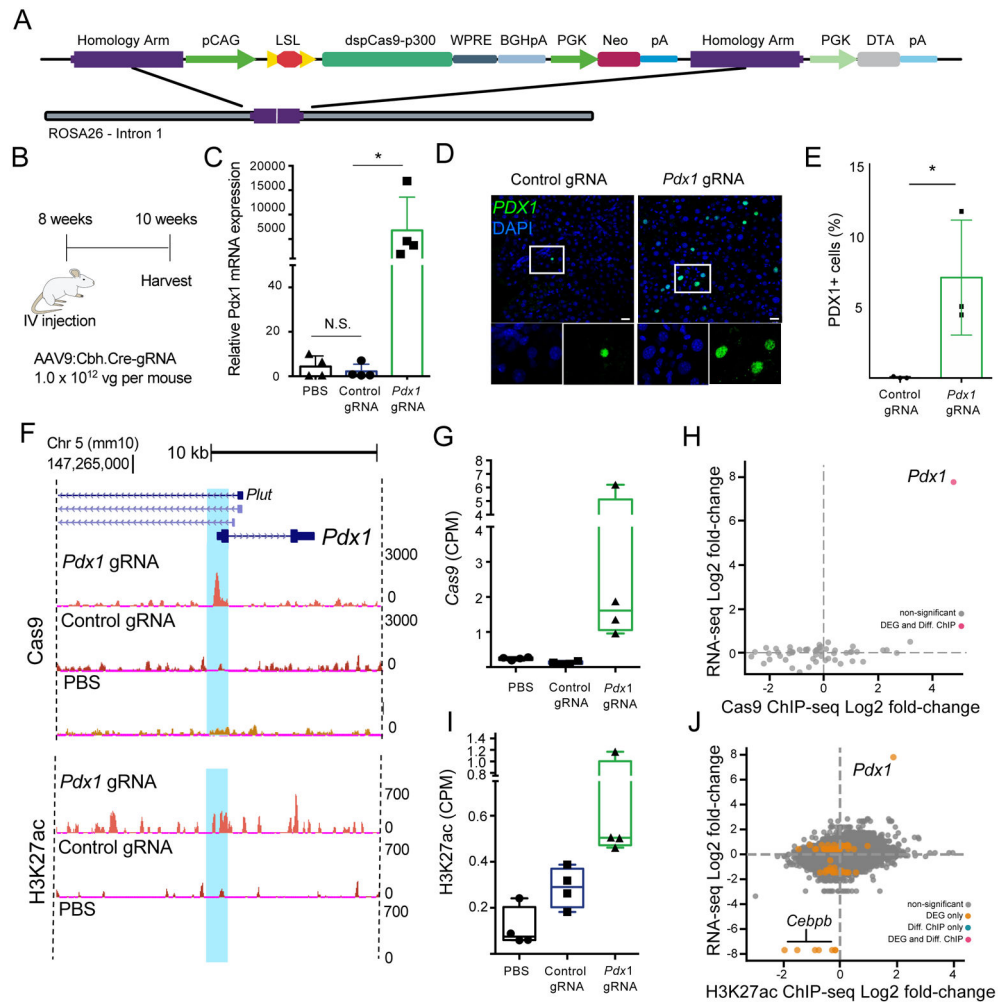 A
Homology Arm pCAG LSL dspCas9-p300 WPRE BGHpA PGK Neo pA Homology Arm PGK DTA pA
ROSA26 - Intron 1
B
8 weeks 10 weeks
Harvest
IV injection
AAV9:Cbh.Cre-gRNA
1.0 x 10¹² vg per mouse
C
Relative Pdx1 mRNA expression
20000
15000
10000
5000
40
20
0
*
N.S.
PBS Control gRNA Pdx1 gRNA
D
Control gRNA Pdx1 gRNA
PDX1
DAPI
E
PDX1+ cells (%)
15
10
5
0
*
Control gRNA Pdx1 gRNA
F
Chr 5 (mm10)
147,265,000
10 kb
Plut
Pdx1
Cas9
Pdx1 gRNA
3000
0
Control gRNA
3000
0
PBS
0
H3K27ac
Pdx1 gRNA
700
0
Control gRNA
700
0
PBS
700
0
G
Cas9 (CPM)
8
7
6
5
4
2
1
0
PBS Control gRNA Pdx1 gRNA
H
RNA-seq Log2 fold-change
8
6
4
2
0
Pdx1
non-significant
DEG and Diff. ChIP
-2 0 2 4
Cas9 ChIP-seq Log2 fold-change
I
H3K27ac (CPM)
1.4
1.2
1.0
0.8
0.6
0.4
0.2
PBS Control gRNA Pdx1 gRNA
J
RNA-seq Log2 fold-change
8
6
4
2
0
-2
-4
-6
-8
Pdx1
Cebpb
non-significant
DEG only
Diff. ChIP only
DEG and Diff. ChIP
-4 -2 0 2 4
H3K27ac ChIP-seq Log2 fold-change